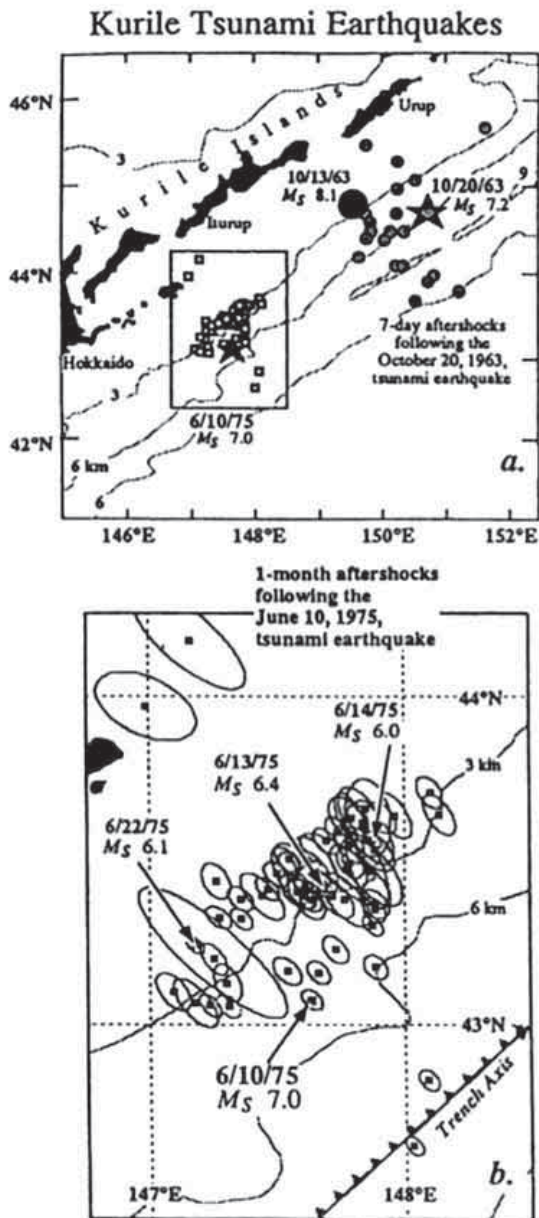 Kurile Tsunami Earthquakes
46°N
44°N
42°N
Kurile Islands
Urup
Iturup
Hokkaido
3
9
10/13/63
Ms 8.1
10/20/63
Ms 7.2
7-day aftershocks
following the
October 20, 1963,
tsunami earthquake
3
6/10/75
Ms 7.0
6 km
6
a.
146°E
148°E
150°E
152°E
1-month aftershocks
following the
June 10, 1975,
tsunami earthquake
44°N
6/14/75
Ms 6.0
3 km
6/13/75
Ms 6.4
6/22/75
Ms 6.1
6 km
43°N
6/10/75
Ms 7.0
Trench Axis
147°E
148°E
b.